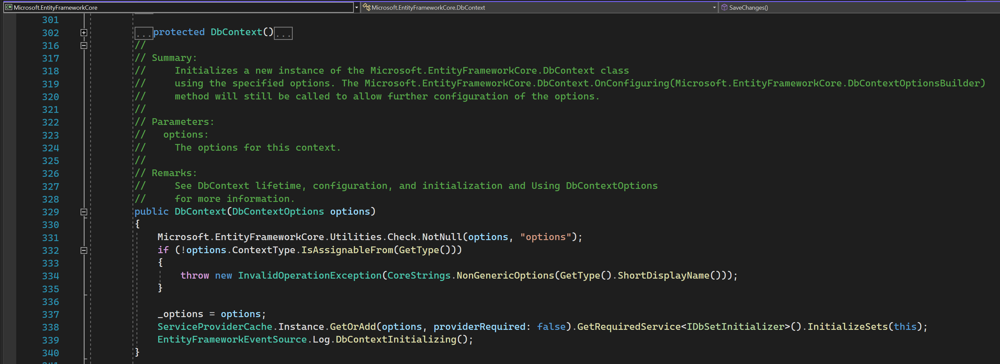 C# Microsoft.EntityFrameworkCore
Microsoft.EntityFrameworkCore.DbContext
SaveChanges()
301
302 ...protected DbContext()...
316 //
317 // Summary:
318 //     Initializes a new instance of the Microsoft.EntityFrameworkCore.DbContext class
319 //     using the specified options. The Microsoft.EntityFrameworkCore.DbContext.OnConfiguring(Microsoft.EntityFrameworkCore.DbContextOptionsBuilder)
320 //     method will still be called to allow further configuration of the options.
321 //
322 // Parameters:
323 //   options:
324 //     The options for this context.
325 //
326 // Remarks:
327 //     See DbContext lifetime, configuration, and initialization and Using DbContextOptions
328 //     for more information.
329 public DbContext(DbContextOptions options)
330 {
331     Microsoft.EntityFrameworkCore.Utilities.Check.NotNull(options, "options");
332     if (!options.ContextType.IsAssignableFrom(GetType()))
333     {
334         throw new InvalidOperationException(CoreStrings.NonGenericOptions(GetType().ShortDisplayName()));
335     }
336
337     _options = options;
338     ServiceProviderCache.Instance.GetOrAdd(options, providerRequired: false).GetRequiredService<IDbSetInitializer>().InitializeSets(this);
339     EntityFrameworkEventSource.Log.DbContextInitializing();
340 }